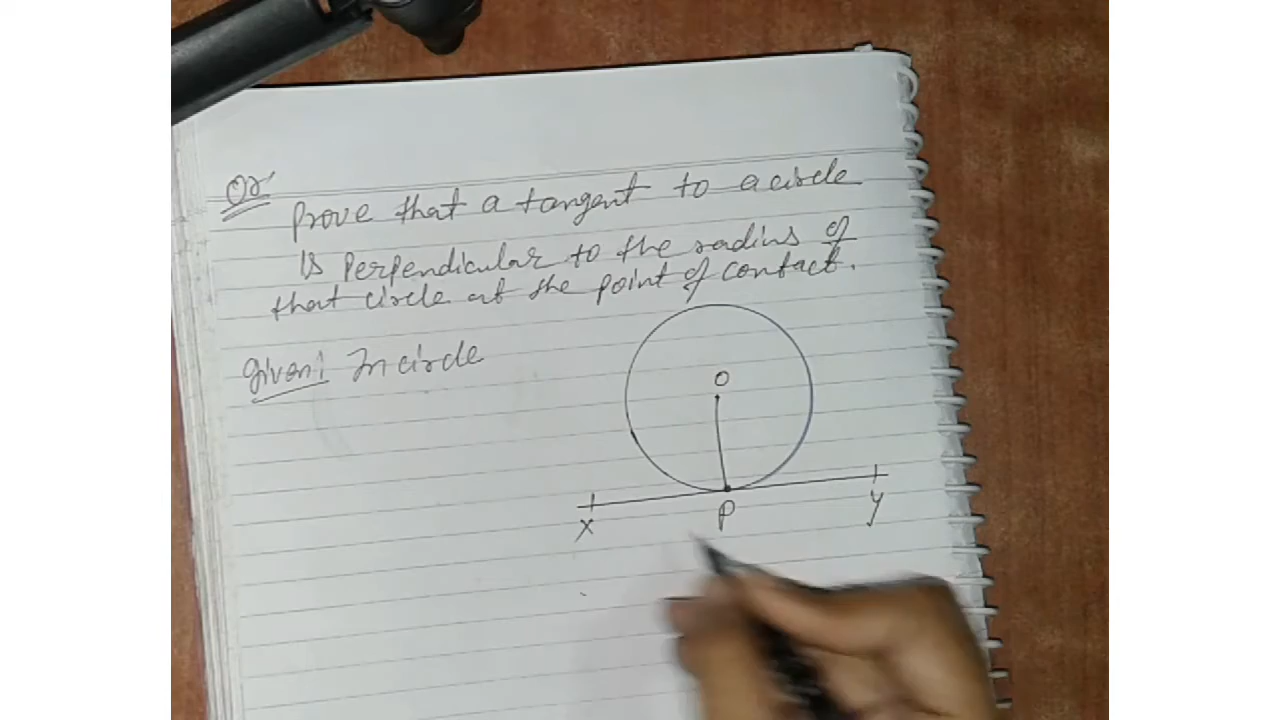 Or
Prove that a tangent to a circle
is perpendicular to the radius of
that circle at the point of contact.
Given: In circle
O
X P Y